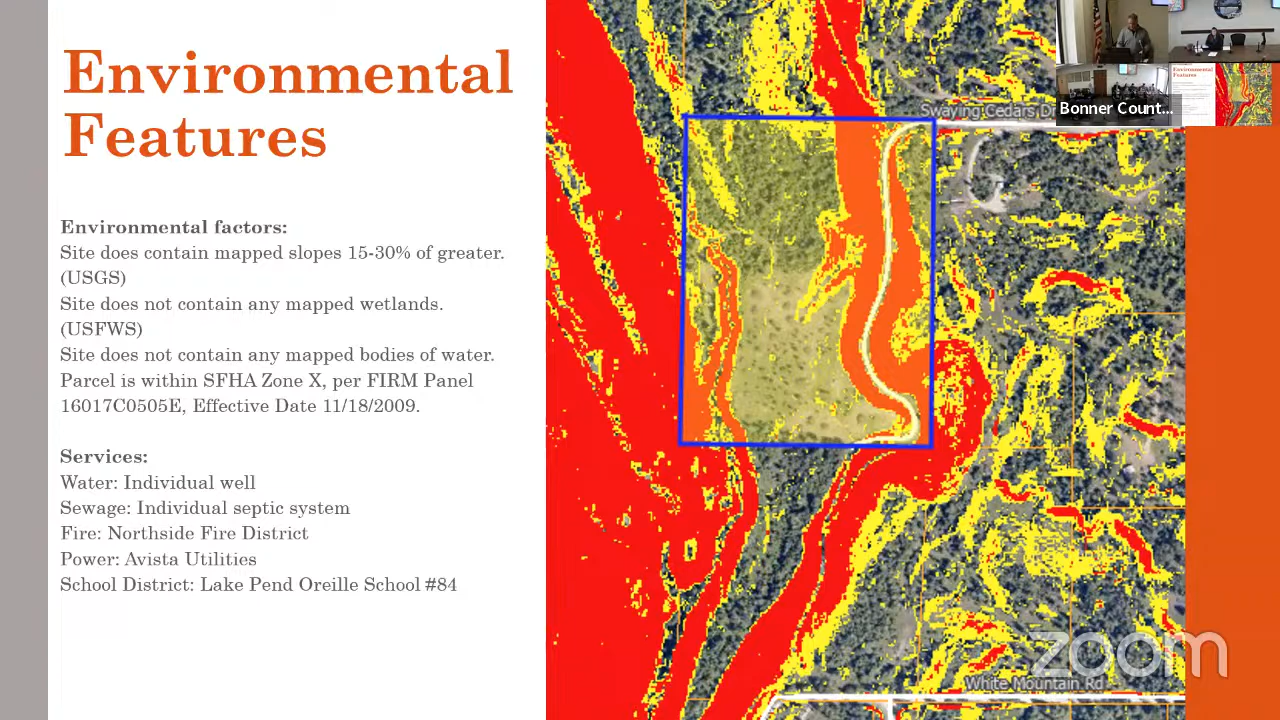 Environmental
Features
Environmental factors:
Site does contain mapped slopes 15-30% of greater.
(USGS)
Site does not contain any mapped wetlands.
(USFWS)
Site does not contain any mapped bodies of water.
Parcel is within SFHA Zone X, per FIRM Panel
16017C0505E, Effective Date 11/18/2009.
Services:
Water: Individual well
Sewage: Individual septic system
Fire: Northside Fire District
Power: Avista Utilities
School District: Lake Pend Oreille School #84
Swaying Cedars Dr
Bonner Count...
Environmental
Features
White Mountain Rd
zoom